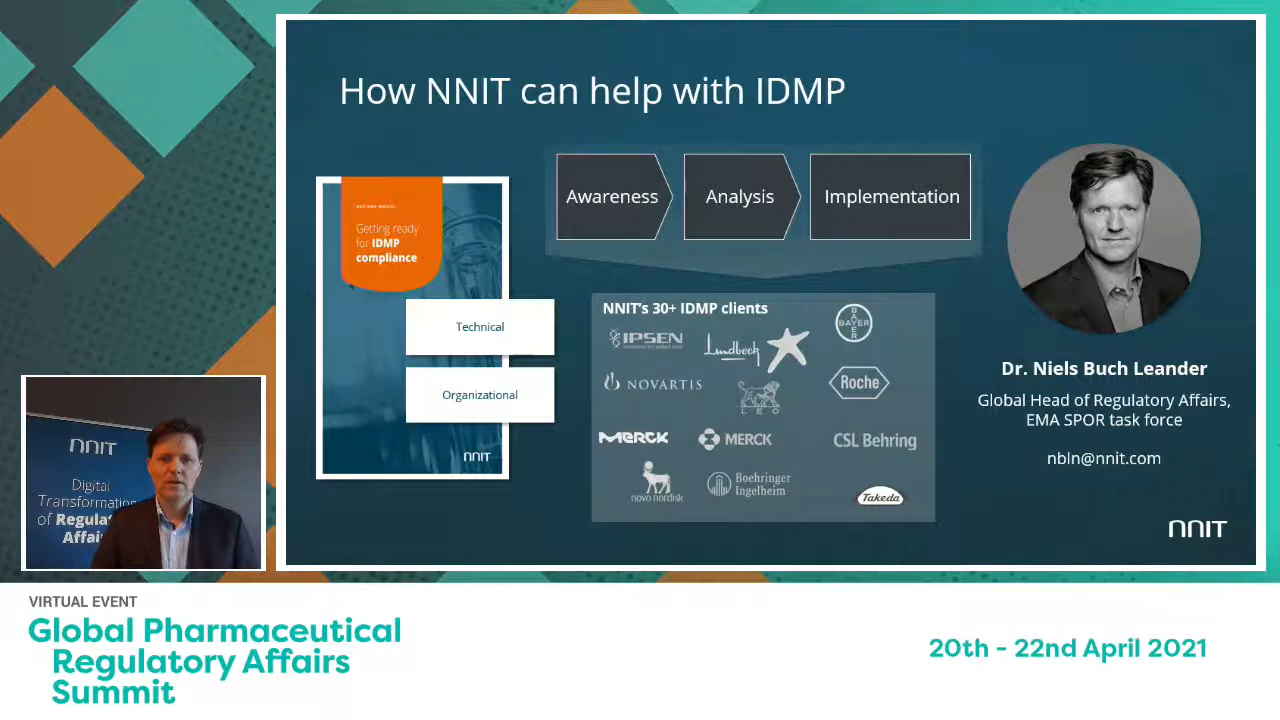 How NNIT can help with IDMP
Getting ready
for IDMP
compliance
Technical
Organizational
nnit
Awareness
Analysis
Implementation
NNIT's 30+ IDMP clients
IPSEN
Lundbeck
BAYER
BAYER
NOVARTIS
LEO
Roche
MERCK
MERCK
CSL Behring
novo nordisk
Boehringer
Ingelheim
Takeda
Dr. Niels Buch Leander
Global Head of Regulatory Affairs,
EMA SPOR task force
nbln@nnit.com
nnit
nnit
Digital
Transformation
of Regula
Affai
VIRTUAL EVENT
Global Pharmaceutical
Regulatory Affairs
Summit
20th - 22nd April 2021